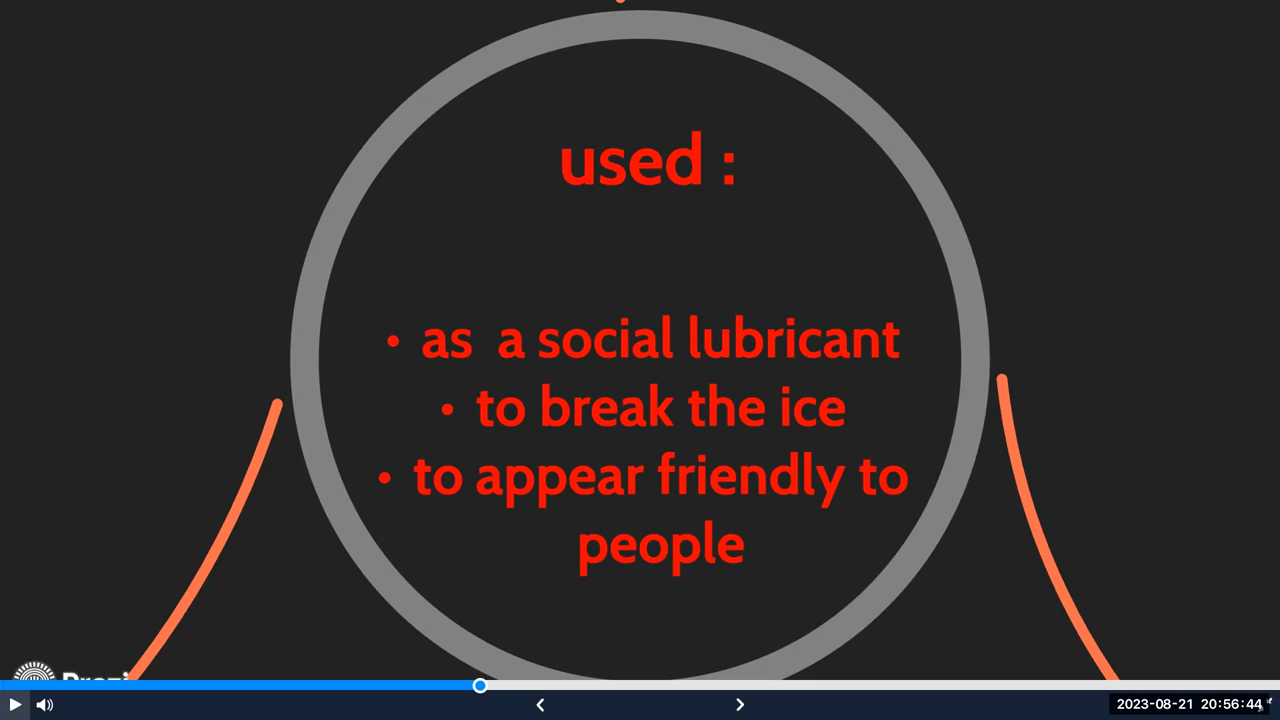 used :
• as a social lubricant
• to break the ice
• to appear friendly to
people
2023-08-21 20:56:44